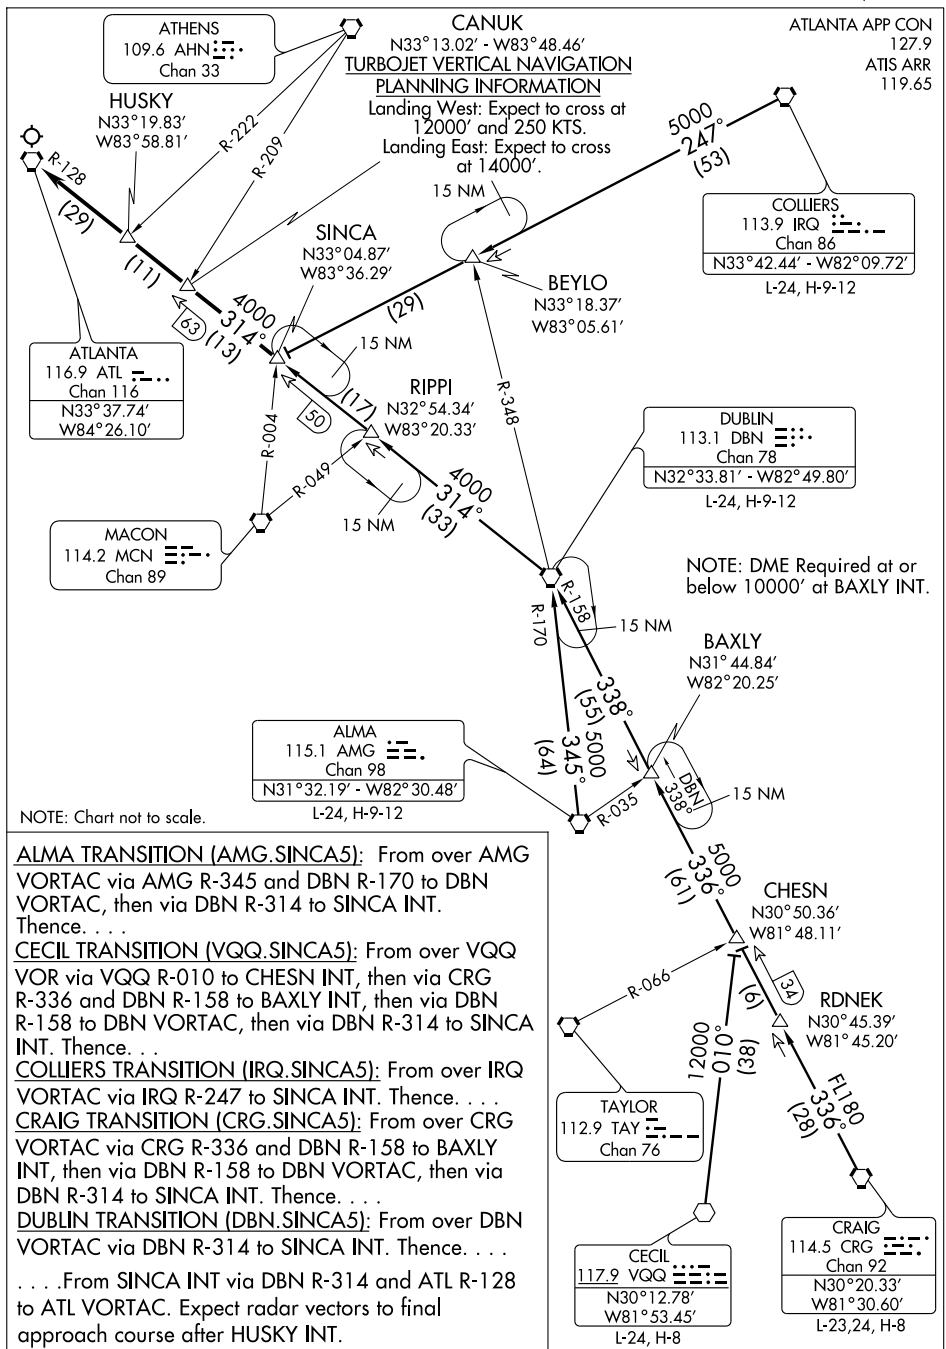 ATHENS
109.6 AHN
Chan 33
CANUK
N33°13.02' - W83°48.46'
TURBOJET VERTICAL NAVIGATION
PLANNING INFORMATION
Landing West: Expect to cross at
12000' and 250 KTS.
Landing East: Expect to cross
at 14000'.
ATLANTA APP CON
127.9
ATIS ARR
119.65
HUSKY
N33°19.83'
W83°58.81'
R-222
R-209
R-128
(29)
(11)
5000
247°
(53)
15 NM
COLLIERS
113.9 IRQ
Chan 86
N33°42.44' - W82°09.72'
L-24, H-9-12
SINCA
N33°04.87'
W83°36.29'
BEYLO
N33°18.37'
W83°05.61'
(29)
4000
314°
(13)
63
15 NM
ATLANTA
116.9 ATL
Chan 116
N33°37.74'
W84°26.10'
RIPPI
N32°54.34'
W83°20.33'
(17)
50
R-004
R-049
R-348
DUBLIN
113.1 DBN
Chan 78
N32°33.81' - W82°49.80'
L-24, H-9-12
4000
314°
(33)
15 NM
MACON
114.2 MCN
Chan 89
NOTE: DME Required at or
below 10000' at BAXLY INT.
R-158
R-170
15 NM
BAXLY
N31°44.84'
W82°20.25'
338°
(55)
5000
345°
(64)
ALMA
115.1 AMG
Chan 98
N31°32.19' - W82°30.48'
L-24, H-9-12
R-035
DBN
338°
15 NM
NOTE: Chart not to scale.
5000
336°
(61)
CHESN
N30°50.36'
W81°48.11'
R-066
(6)
34
RDNEK
N30°45.39'
W81°45.20'
12000
010°
(38)
FL180
336°
(28)
TAYLOR
112.9 TAY
Chan 76
CECIL
117.9 VQQ
N30°12.78'
W81°53.45'
L-24, H-8
CRAIG
114.5 CRG
Chan 92
N30°20.33'
W81°30.60'
L-23,24, H-8
ALMA TRANSITION (AMG.SINCA5): From over AMG
VORTAC via AMG R-345 and DBN R-170 to DBN
VORTAC, then via DBN R-314 to SINCA INT.
Thence. . . .
CECIL TRANSITION (VQQ.SINCA5): From over VQQ
VOR via VQQ R-010 to CHESN INT, then via CRG
R-336 and DBN R-158 to BAXLY INT, then via DBN
R-158 to DBN VORTAC, then via DBN R-314 to SINCA
INT. Thence. . .
COLLIERS TRANSITION (IRQ.SINCA5): From over IRQ
VORTAC via IRQ R-247 to SINCA INT. Thence. . . .
CRAIG TRANSITION (CRG.SINCA5): From over CRG
VORTAC via CRG R-336 and DBN R-158 to BAXLY
INT, then via DBN R-158 to DBN VORTAC, then via
DBN R-314 to SINCA INT. Thence. . . .
DUBLIN TRANSITION (DBN.SINCA5): From over DBN
VORTAC via DBN R-314 to SINCA INT. Thence. . . .
. . . .From SINCA INT via DBN R-314 and ATL R-128
to ATL VORTAC. Expect radar vectors to final
approach course after HUSKY INT.